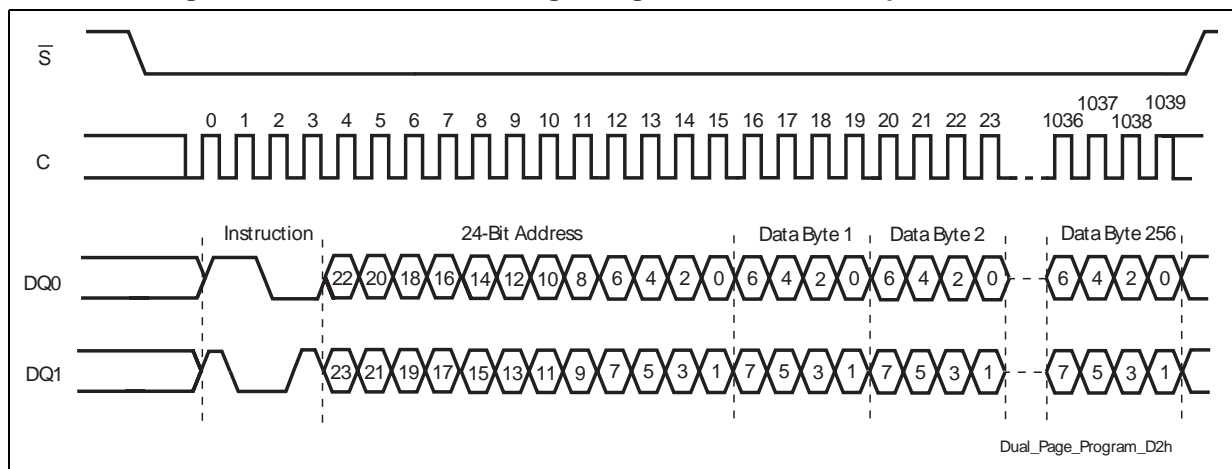 S
0 1 2 3 4 5 6 7 8 9 10 11 12 13 14 15 16 17 18 19 20 21 22 23 1036 1037 1038 1039
C
Instruction 24-Bit Address Data Byte 1 Data Byte 2 Data Byte 256
DQ0 22 20 18 16 14 12 10 8 6 4 2 0 6 4 2 0 6 4 2 0 6 4 2 0
DQ1 23 21 19 17 15 13 11 9 7 5 3 1 7 5 3 1 7 5 3 1 7 5 3 1
Dual_Page_Program_D2h